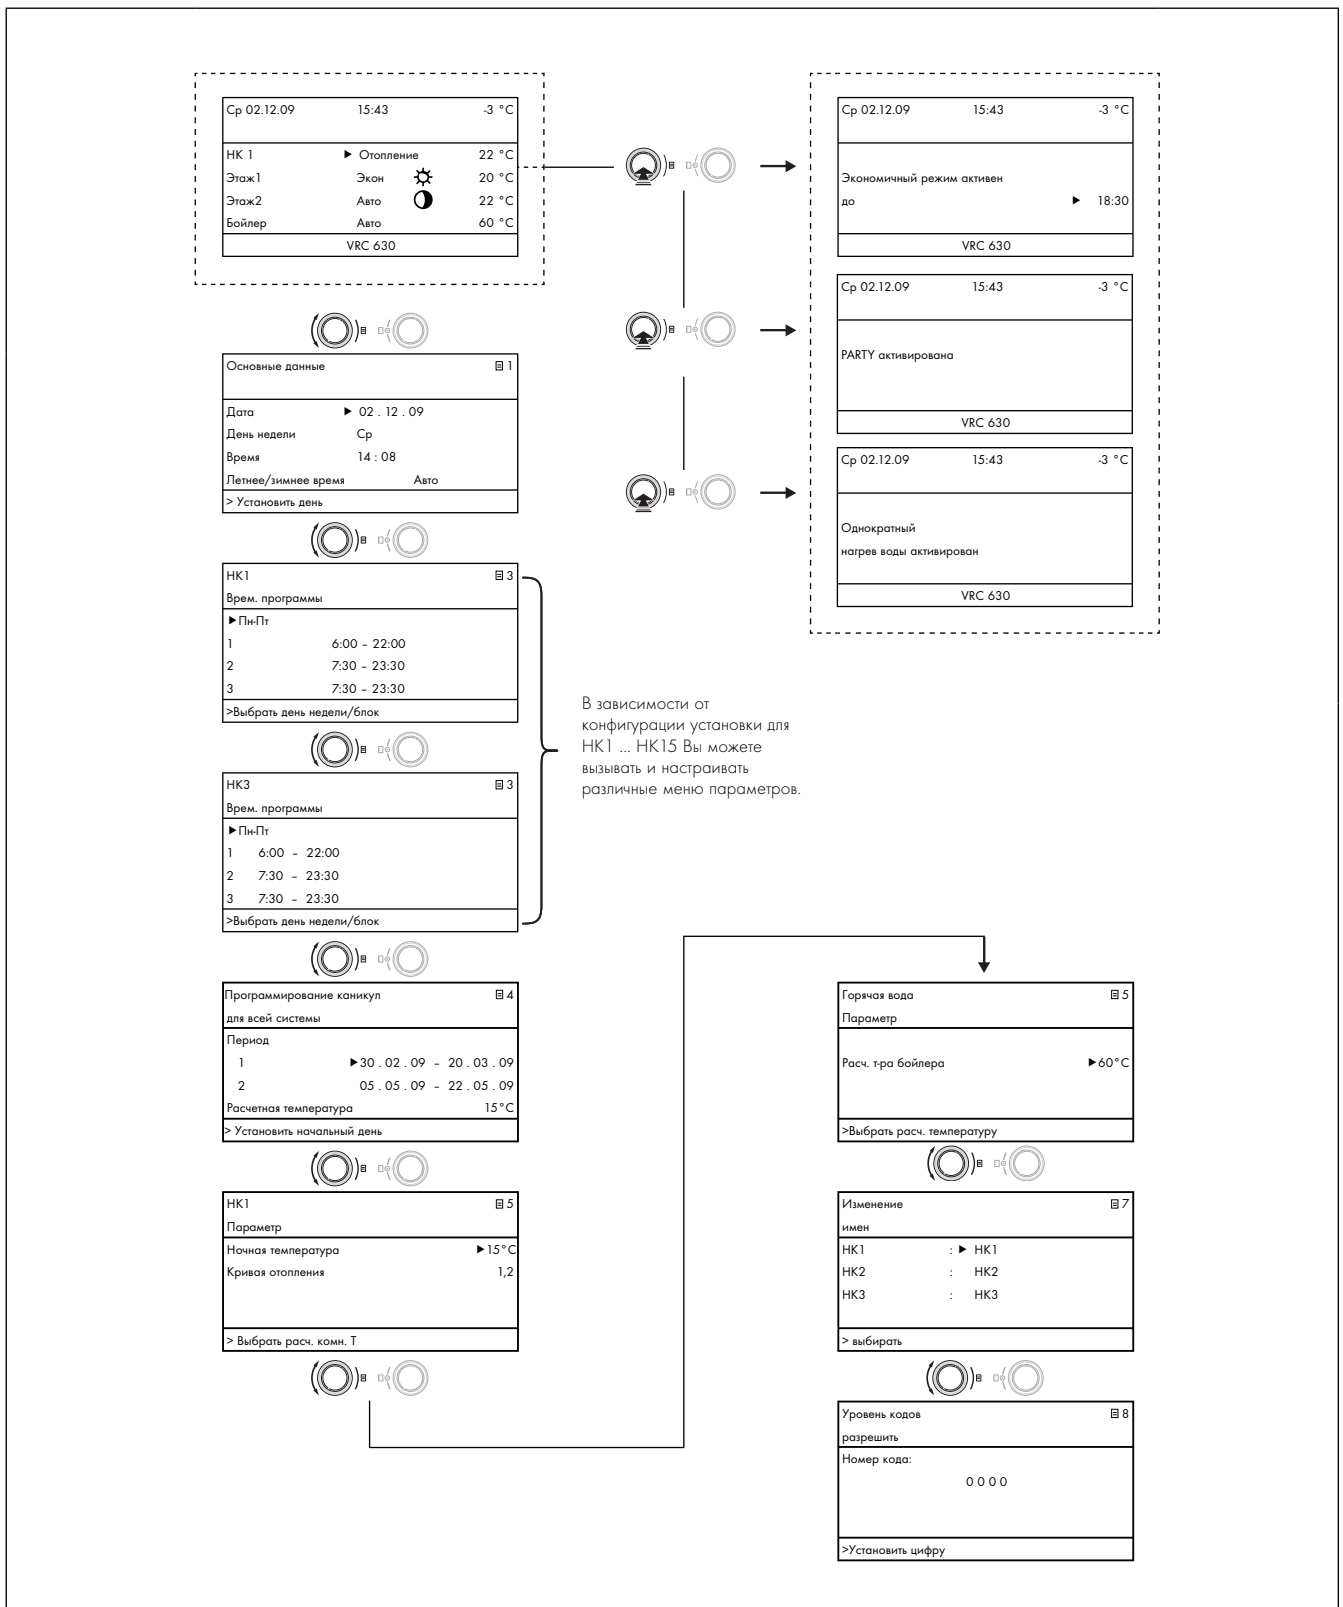 Ср 02.12.09 15:43 -3 °C
НК 1 ▶ Отопление 22 °C
Этаж1 Экон 20 °C
Этаж2 Авто 22 °C
Бойлер Авто 60 °C
VRC 630
Ср 02.12.09 15:43 -3 °C
Экономичный режим активен
до ▶ 18:30
VRC 630
Ср 02.12.09 15:43 -3 °C
PARTY активирована
VRC 630
Ср 02.12.09 15:43 -3 °C
Однократный
нагрев воды активирован
VRC 630
Основные данные 1
Дата ▶ 02 . 12 . 09
День недели Ср
Время 14 : 08
Летнее/зимнее время Авто
> Установить день
НК1 3
Врем. программы
▶Пн-Пт
1 6:00 – 22:00
2 7:30 – 23:30
3 7:30 – 23:30
>Выбрать день недели/блок
НК3 3
Врем. программы
▶Пн-Пт
1 6:00 – 22:00
2 7:30 – 23:30
3 7:30 – 23:30
>Выбрать день недели/блок
В зависимости от
конфигурации установки для
НК1 ... НК15 Вы можете
вызывать и настраивать
различные меню параметров.
Программирование каникул 4
для всей системы
Период
1 ▶30 . 02 . 09 – 20 . 03 . 09
2 05 . 05 . 09 – 22 . 05 . 09
Расчетная температура 15°C
> Установить начальный день
НК1 5
Параметр
Ночная температура ▶15°C
Кривая отопления 1,2
> Выбрать расч. комн. Т
Горячая вода 5
Параметр
Расч. т-ра бойлера ▶60°C
>Выбрать расч. температуру
Изменение 7
имен
НК1 : ▶ НК1
НК2 : НК2
НК3 : НК3
> выбирать
Уровень кодов 8
разрешить
Номер кода:
0 0 0 0
>Установить цифру